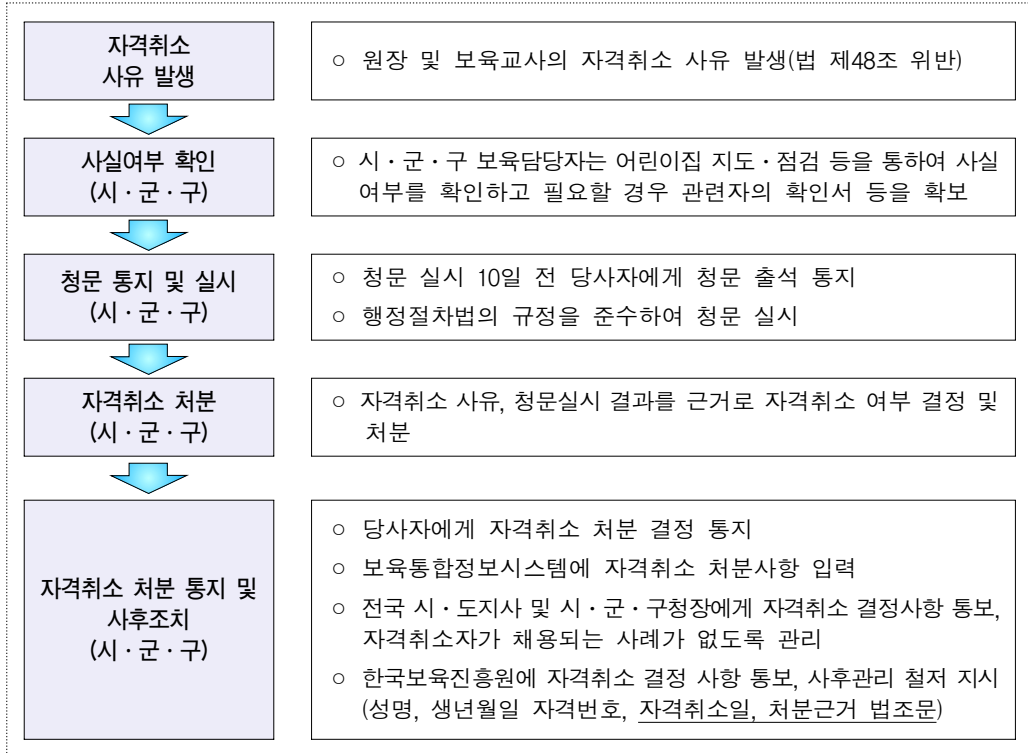 자격취소
사유 발생
○ 원장 및 보육교사의 자격취소 사유 발생(법 제48조 위반)
사실여부 확인
(시·군·구)
○ 시·군·구 보육담당자는 어린이집 지도·점검 등을 통하여 사실
여부를 확인하고 필요할 경우 관련자의 확인서 등을 확보
청문 통지 및 실시
(시·군·구)
○ 청문 실시 10일 전 당사자에게 청문 출석 통지
○ 행정절차법의 규정을 준수하여 청문 실시
자격취소 처분
(시·군·구)
○ 자격취소 사유, 청문실시 결과를 근거로 자격취소 여부 결정 및
처분
자격취소 처분 통지 및
사후조치
(시·군·구)
○ 당사자에게 자격취소 처분 결정 통지
○ 보육통합정보시스템에 자격취소 처분사항 입력
○ 전국 시·도지사 및 시·군·구청장에게 자격취소 결정사항 통보,
자격취소자가 채용되는 사례가 없도록 관리
○ 한국보육진흥원에 자격취소 결정 사항 통보, 사후관리 철저 지시
(성명, 생년월일 자격번호, 자격취소일, 처분근거 법조문)